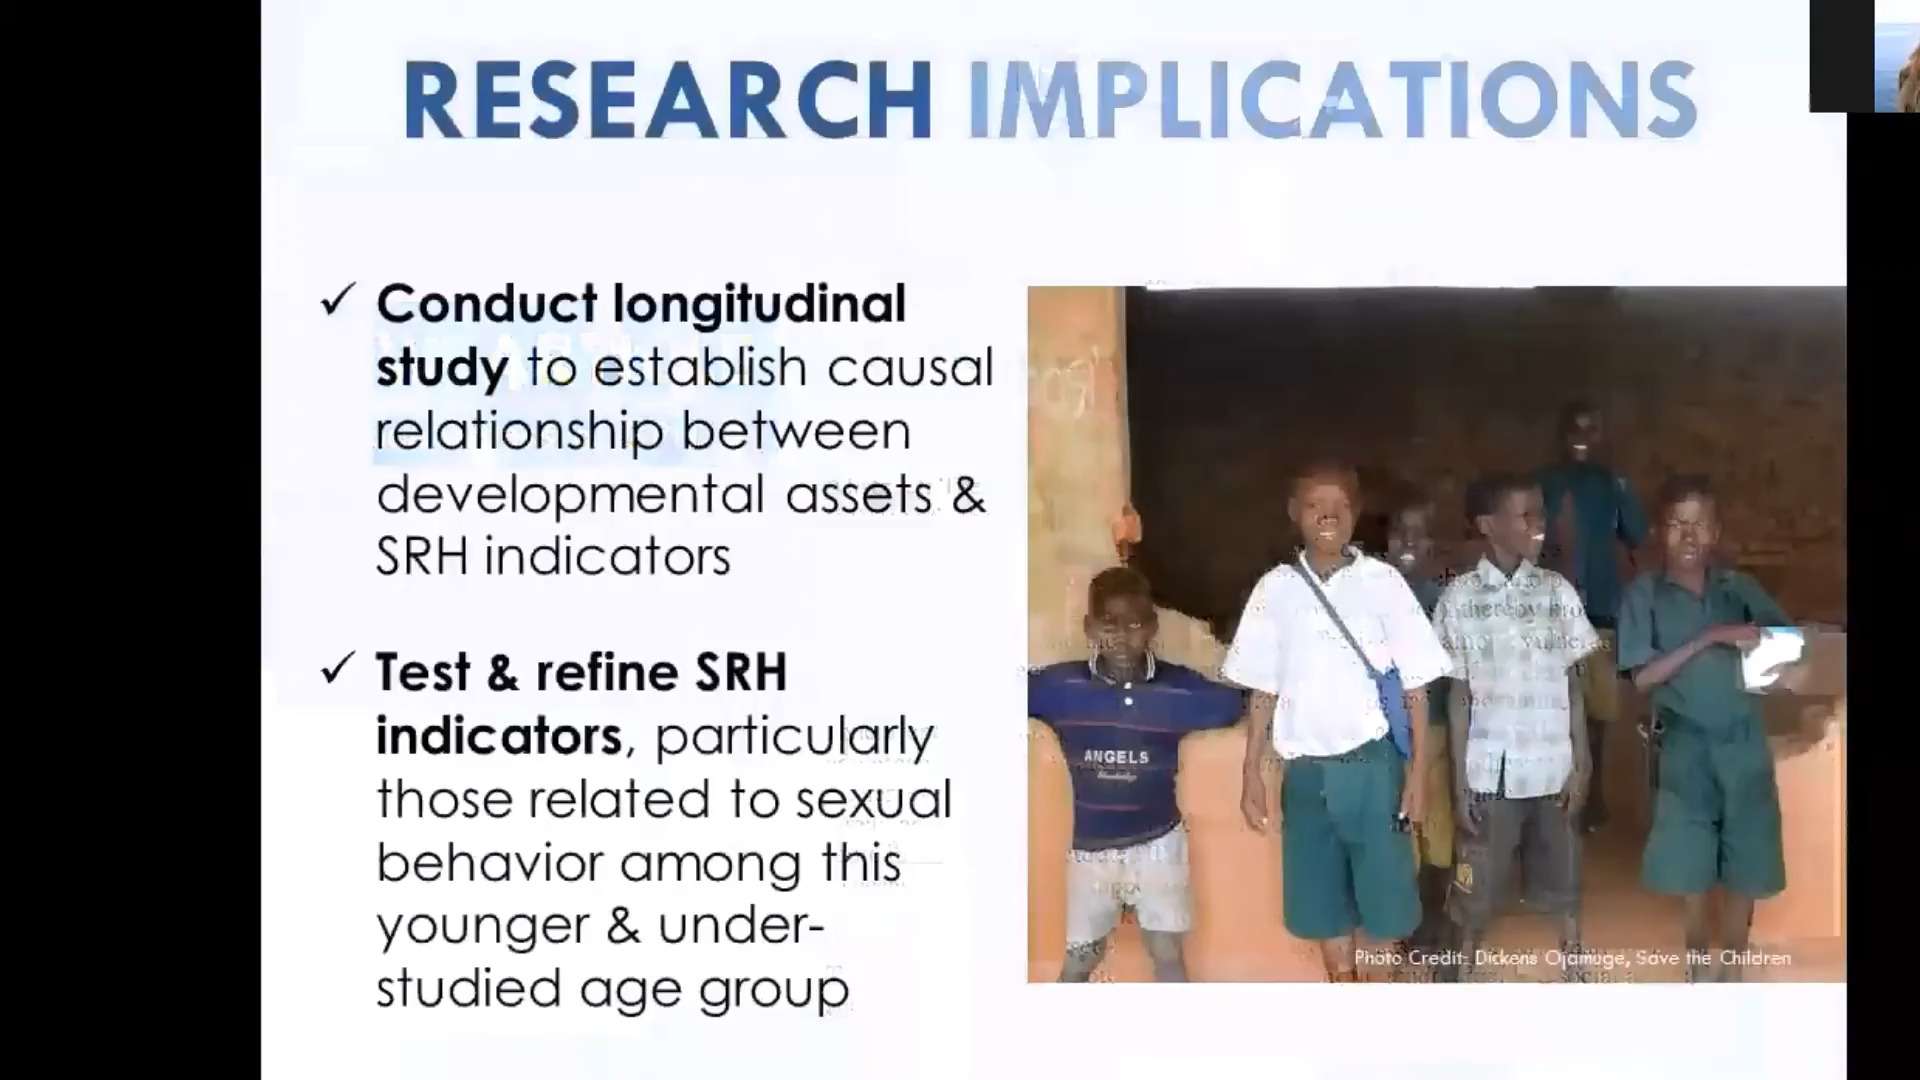 RESEARCH IMPLICATIONS
✓ Conduct longitudinal
study to establish causal
relationship between
developmental assets &
SRH indicators
✓ Test & refine SRH
indicators, particularly
those related to sexual
behavior among this
younger & under-
studied age group
ANGELS
Photo Credit: Dickens Ojamuge, Save the Children